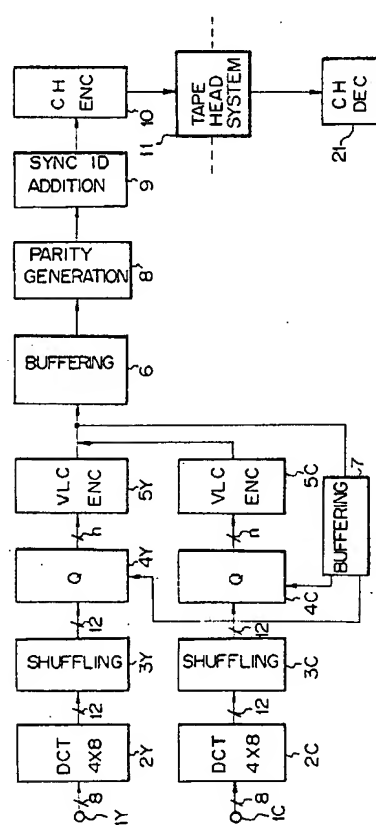 1Y
8
DCT
4X8
2Y
12
SHUFFLING
3Y
12
Q
4Y
n
VLC
ENC
5Y
1C
8
DCT
4X8
2C
12
SHUFFLING
3C
12
Q
4C
n
VLC
ENC
5C
BUFFERING
7
BUFFERING
6
PARITY
GENERATION
8
SYNC ID
ADDITION
9
CH
ENC
10
TAPE
HEAD
SYSTEM
11
CH
DEC
21